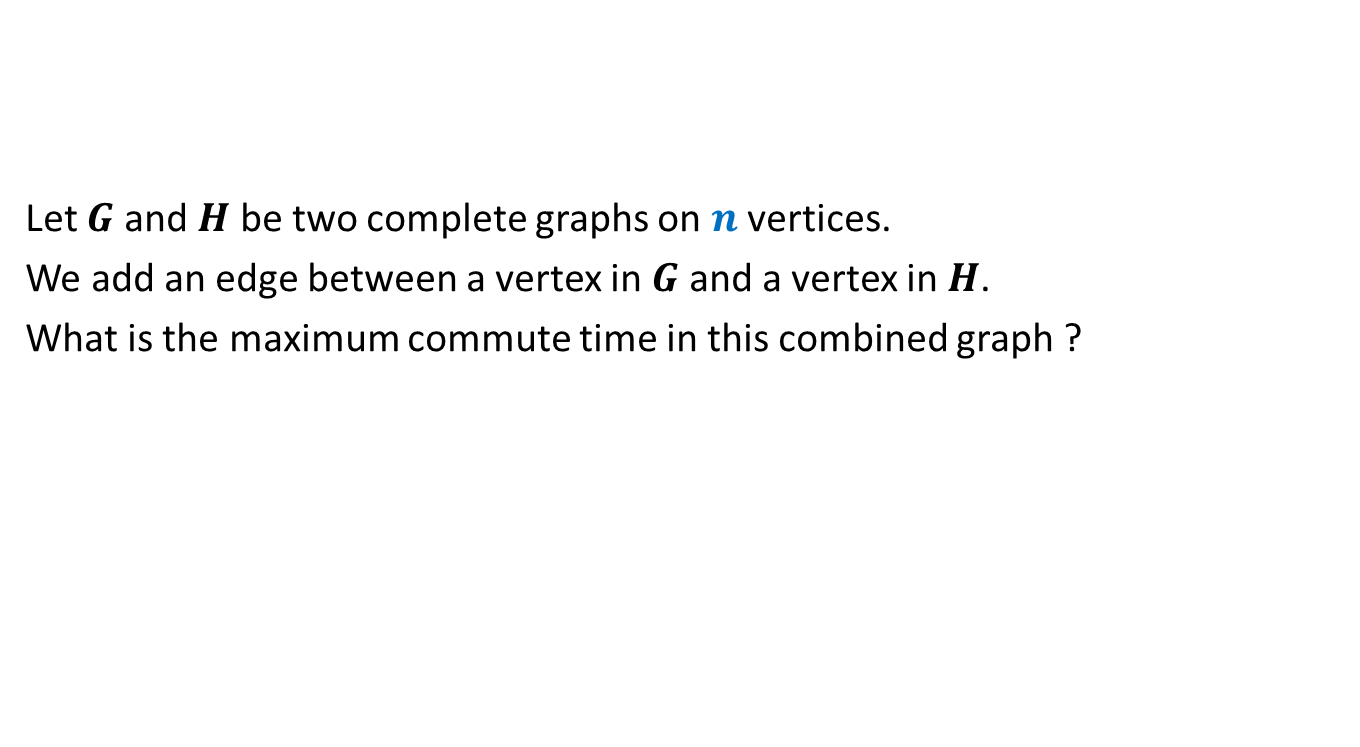 Let G and H be two complete graphs on n vertices.
We add an edge between a vertex in G and a vertex in H.
What is the maximum commute time in this combined graph ?